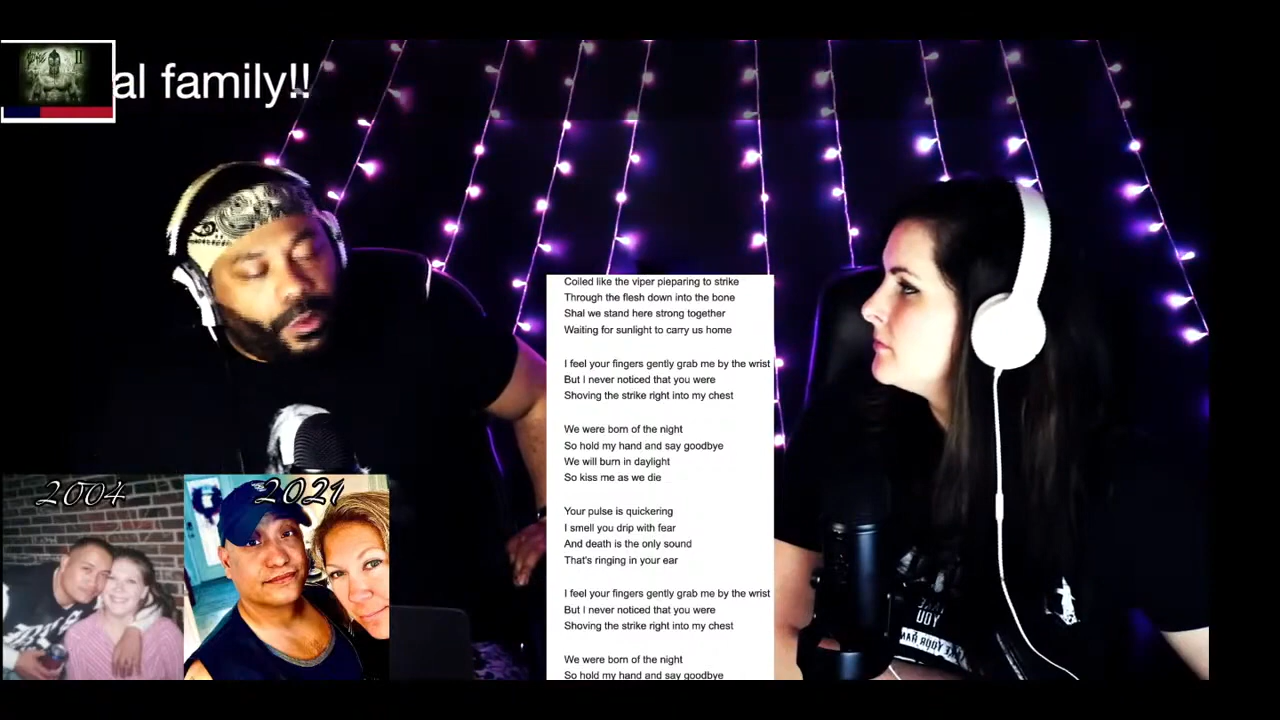 al family!!
Coiled like the viper pieparing to strike
Through the flesh down into the bone
Shal we stand here strong together
Waiting for sunlight to carry us home
I feel your fingers gently grab me by the wrist
But I never noticed that you were
Shoving the strike right into my chest
We were born of the night
So hold my hand and say goodbye
We will burn in daylight
So kiss me as we die
2004
2021
Your pulse is quickering
I smell you drip with fear
And death is the only sound
That's ringing in your ear
I feel your fingers gently grab me by the wrist
But I never noticed that you were
Shoving the strike right into my chest
We were born of the night
So hold my hand and say goodbye